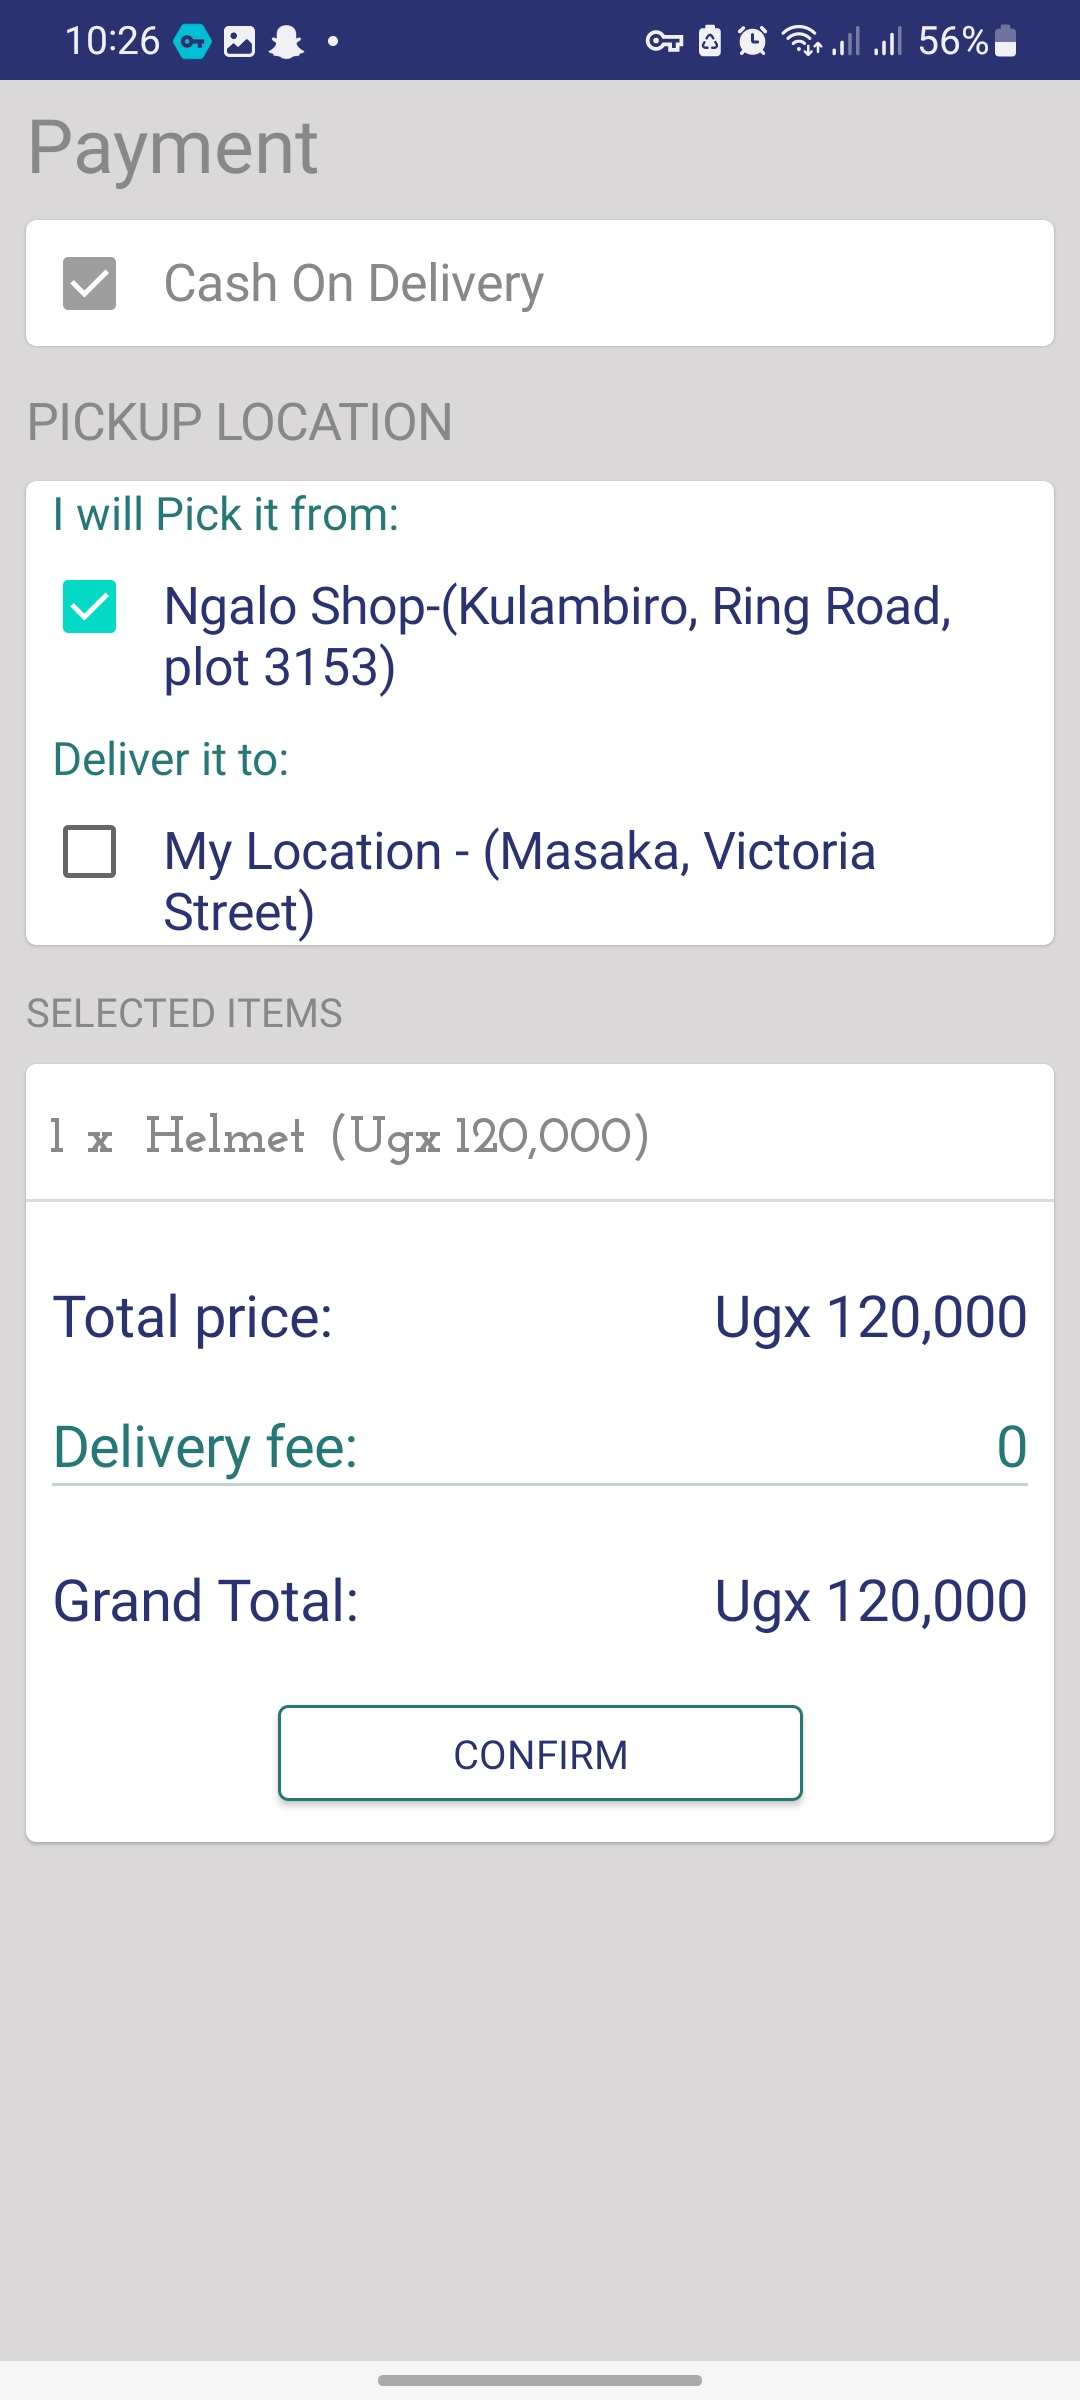 10:26
56%
Payment
Cash On Delivery
PICKUP LOCATION
I will Pick it from:
Ngalo Shop-(Kulambiro, Ring Road,
plot 3153)
Deliver it to:
My Location - (Masaka, Victoria
Street)
SELECTED ITEMS
1 x Helmet (Ugx 120,000)
Total price: Ugx 120,000
Delivery fee: 0
Grand Total: Ugx 120,000
CONFIRM